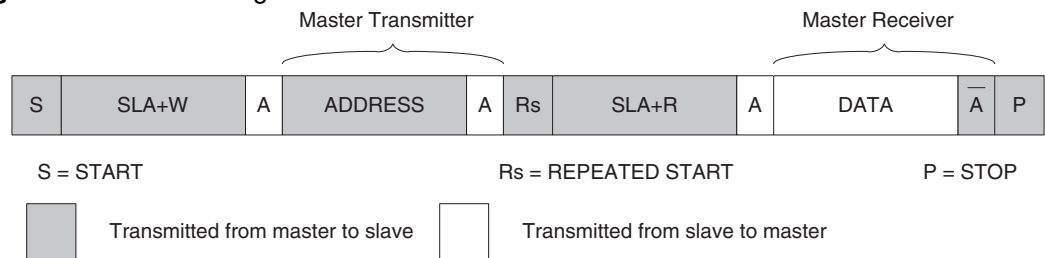 Master Transmitter
Master Receiver
S SLA+W A ADDRESS A Rs SLA+R A DATA A̅ P
S = START
Rs = REPEATED START
P = STOP
Transmitted from master to slave
Transmitted from slave to master